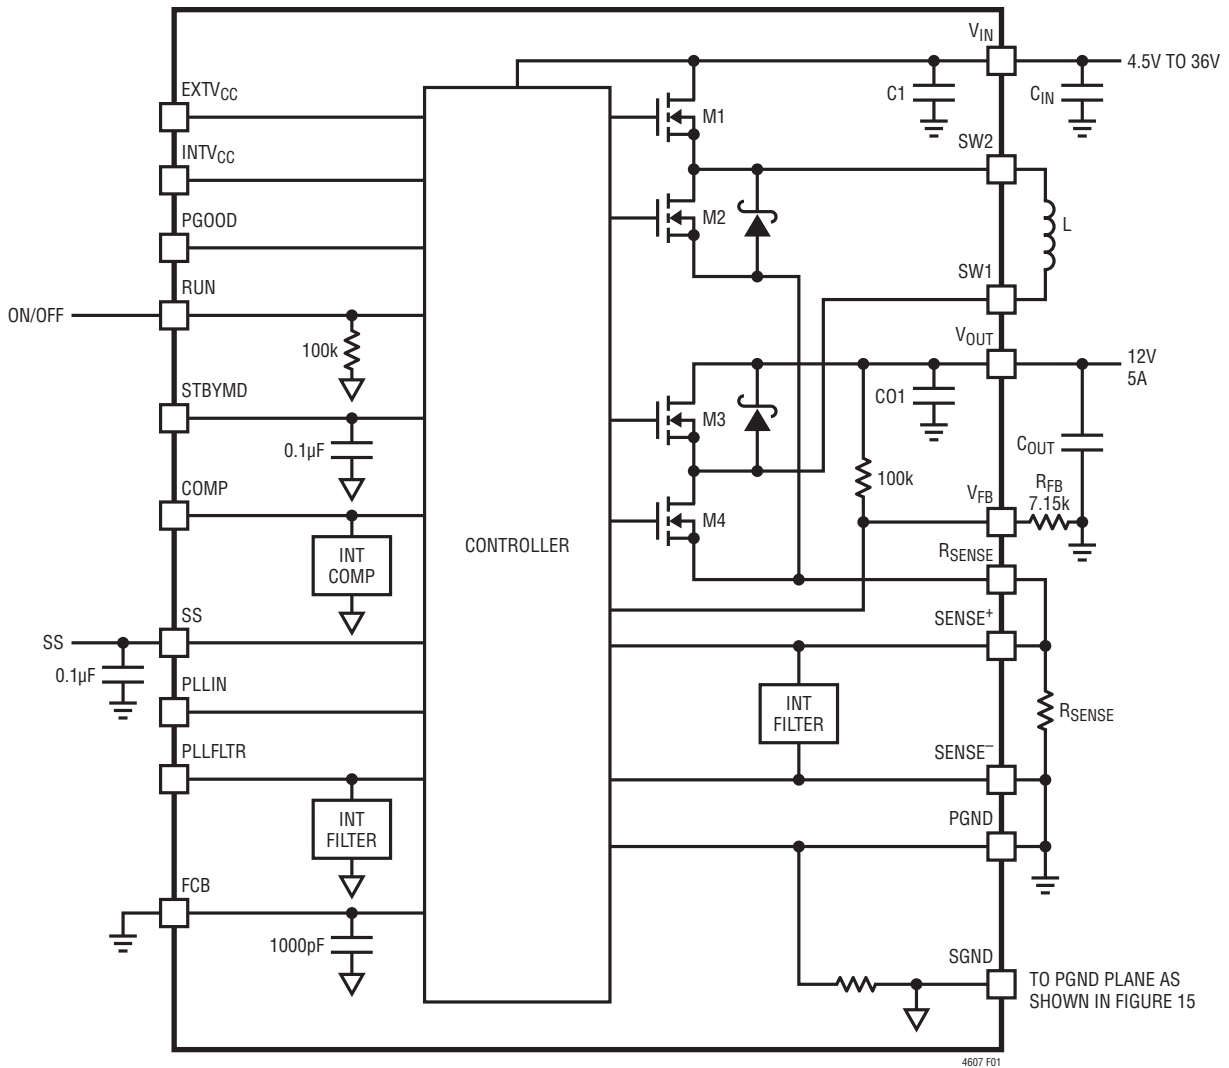 VIN
4.5V TO 36V
C1
CIN
EXTVCC
M1
SW2
INTVCC
PGOOD
M2
L
RUN
SW1
ON/OFF
100k
VOUT
12V
5A
STBYMD
CO1
M3
0.1µF
COUT
COMP
100k
RFB
7.15k
VFB
M4
INT
COMP
CONTROLLER
RSENSE
SS
SS
SENSE+
0.1µF
PLLIN
INT
FILTER
RSENSE
PLLFLTR
SENSE–
INT
FILTER
PGND
FCB
1000pF
SGND
TO PGND PLANE AS
SHOWN IN FIGURE 15
4607 F01